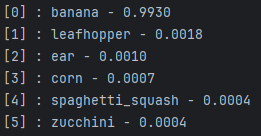 [0] : banana - 0.9930
[1] : leafhopper - 0.0018
[2] : ear - 0.0010
[3] : corn - 0.0007
[4] : spaghetti_squash - 0.0004
[5] : zucchini - 0.0004